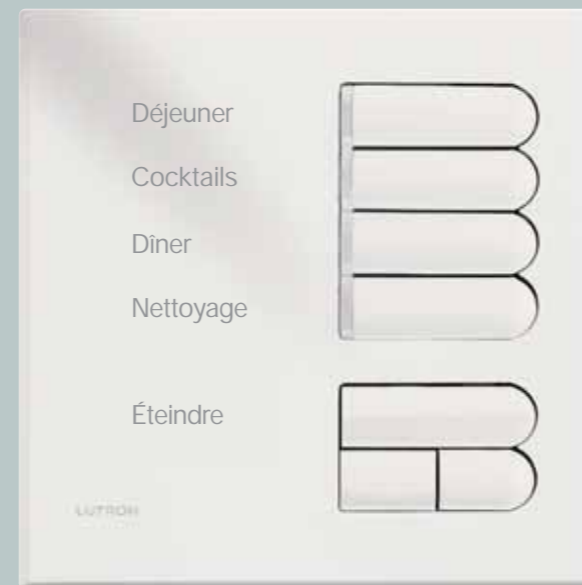 Déjeuner
Cocktails
Dîner
Nettoyage
Éteindre
LUTRON